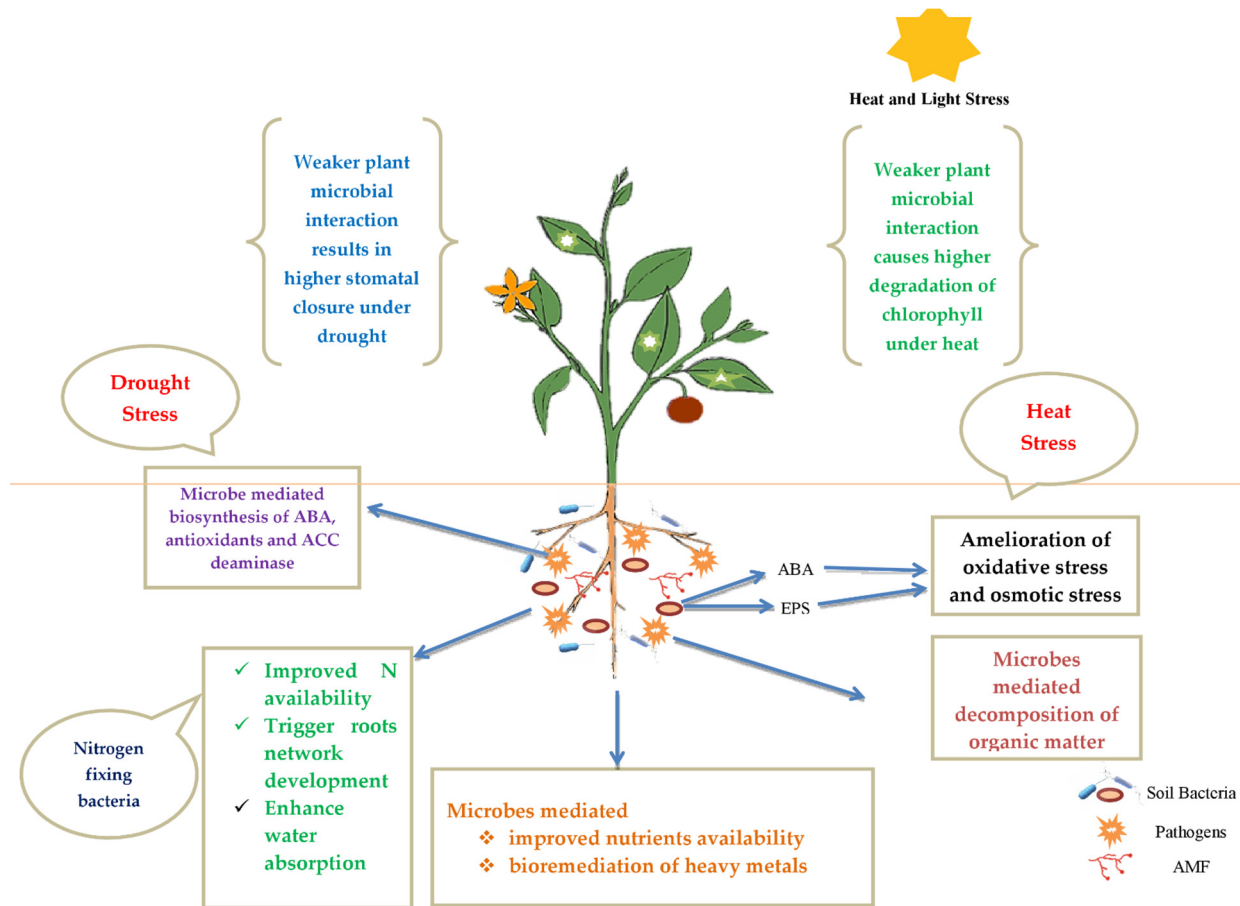 Heat and Light Stress
Weaker plant
microbial
interaction
results in
higher stomatal
closure under
drought
Weaker plant
microbial
interaction
causes higher
degradation of
chlorophyll
under heat
Drought
Stress
Heat
Stress
Microbe mediated
biosynthesis of ABA,
antioxidants and ACC
deaminase
ABA
EPS
Amelioration of
oxidative stress
and osmotic stress
Nitrogen
fixing
bacteria
✓ Improved N
availability
✓ Trigger roots
network
development
✓ Enhance
water
absorption
Microbes
mediated
decomposition of
organic matter
Microbes mediated
❖ improved nutrients availability
❖ bioremediation of heavy metals
Soil Bacteria
Pathogens
AMF